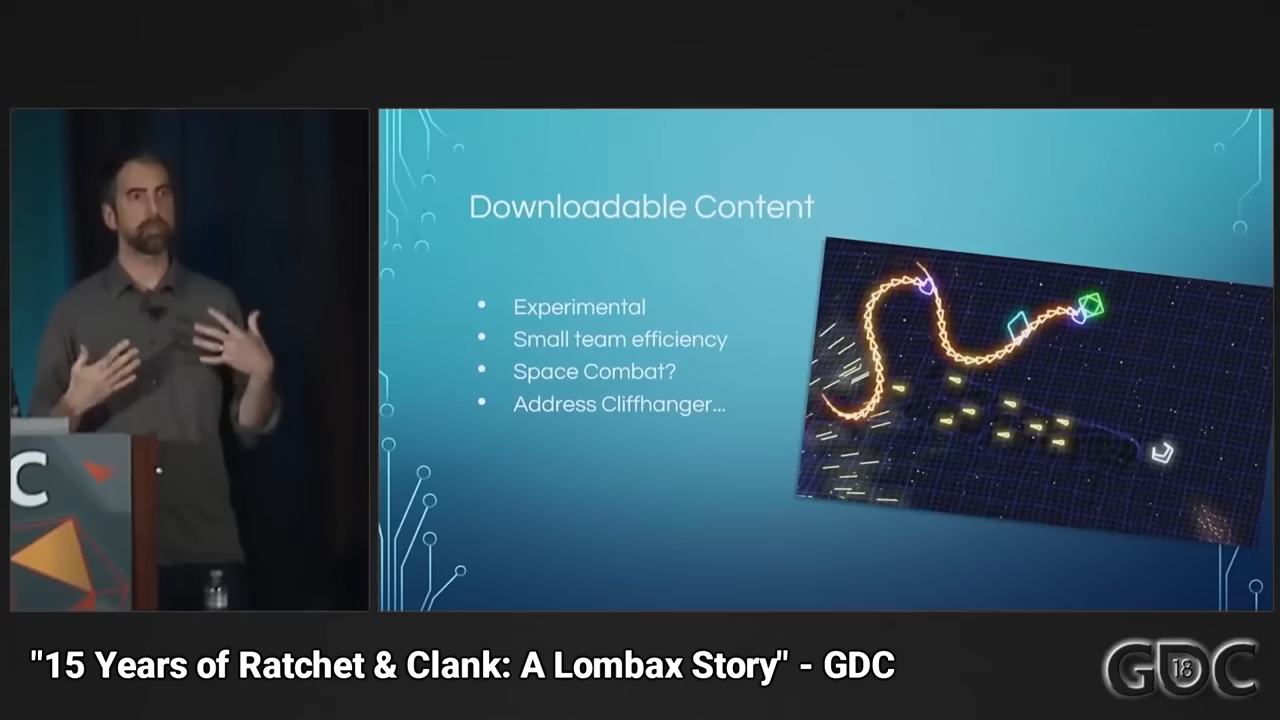 Downloadable Content
• Experimental
• Small team efficiency
• Space Combat?
• Address Cliffhanger...
C
"15 Years of Ratchet & Clank: A Lombax Story" - GDC
GDC
18